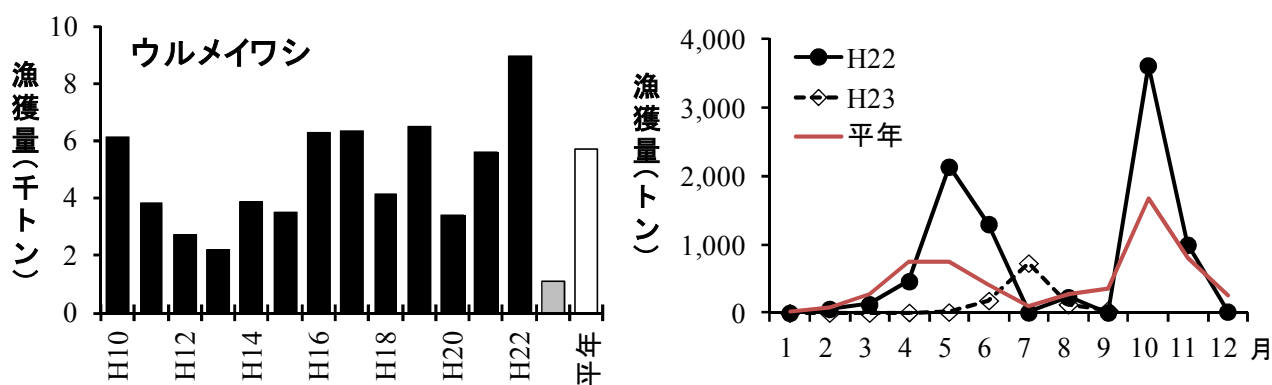 ウルメイワシ
漁獲量(千トン)
10
8
6
4
2
0
H10
H12
H14
H16
H18
H20
H22
平年
H22
H23
平年
漁獲量(トン)
4,000
3,000
2,000
1,000
0
1 2 3 4 5 6 7 8 9 10 11 12 月